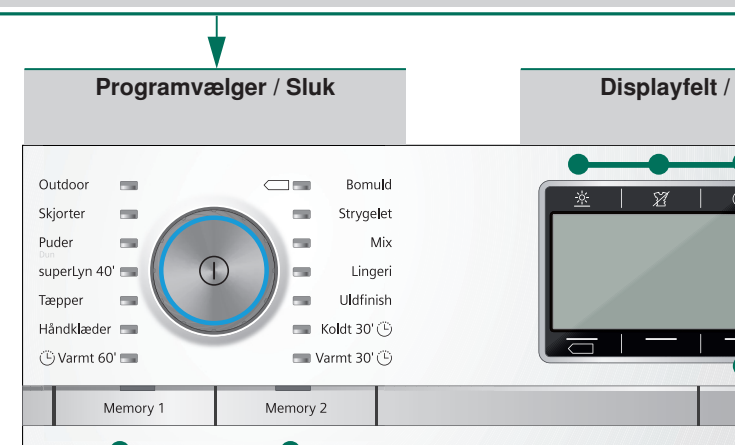 Programvælger / Sluk
Displayfelt /
Outdoor
Skjorter
Puder
Dun
superLyn 40'
Tæpper
Håndklæder
Varmt 60'
Bomuld
Strygelet
Mix
Lingeri
Uldfinish
Koldt 30'
Varmt 30'
Memory 1
Memory 2